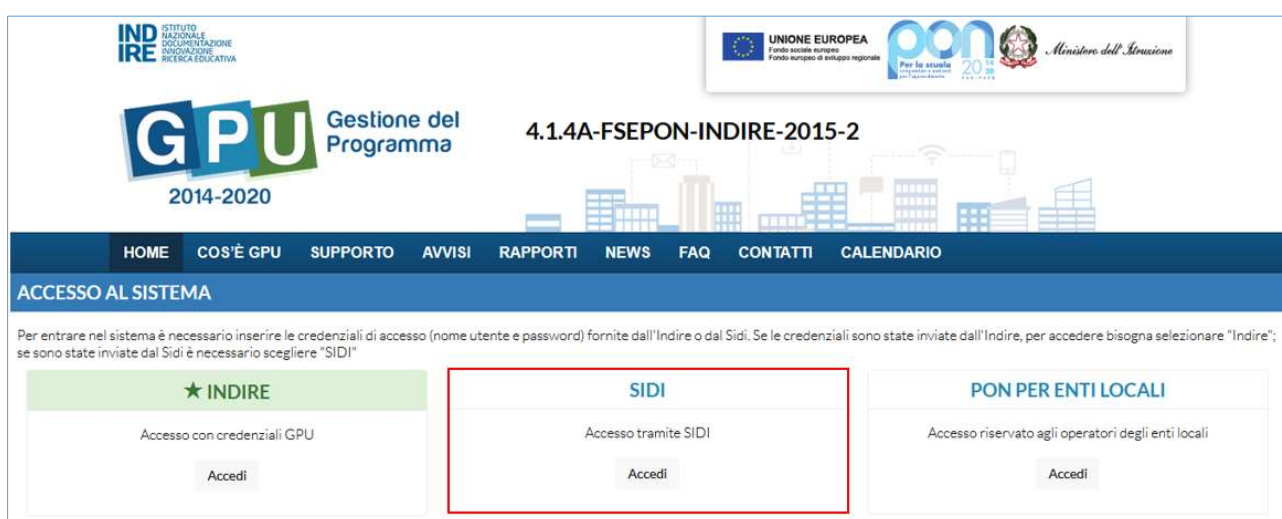 IND
IRE
ISTITUTO
NAZIONALE
DOCUMENTAZIONE
INNOVAZIONE
RICERCA EDUCATIVA
UNIONE EUROPEA
Fondo sociale europeo
Fondo europeo di sviluppo regionale
pon
Per la scuola
2014
20
Ministero dell'Istruzione
GPU
Gestione del
Programma
2014-2020
4.1.4A-FSEPON-INDIRE-2015-2
HOME COS'È GPU SUPPORTO AVVISI RAPPORTI NEWS FAQ CONTATTI CALENDARIO
ACCESSO AL SISTEMA
Per entrare nel sistema è necessario inserire le credenziali di accesso (nome utente e password) fornite dall'Indire o dal Sidi. Se le credenziali sono state inviate dall'Indire, per accedere bisogna selezionare "Indire";
se sono state inviate dal Sidi è necessario scegliere "SIDI"
★ INDIRE
Accesso con credenziali GPU
Accedi
SIDI
Accesso tramite SIDI
Accedi
PON PER ENTI LOCALI
Accesso riservato agli operatori degli enti locali
Accedi